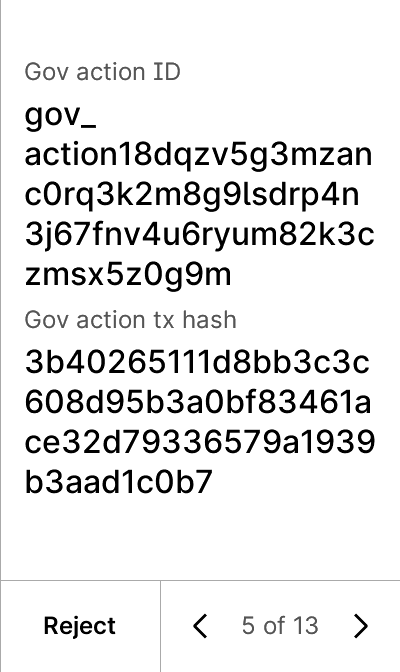 Gov action ID
gov_
action18dqzv5g3mzan
c0rq3k2m8g9lsdrp4n
3j67fnv4u6ryum82k3c
zmsx5z0g9m
Gov action tx hash
3b40265111d8bb3c3c
608d95b3a0bf83461a
ce32d79336579a1939
b3aad1c0b7
Reject
5 of 13